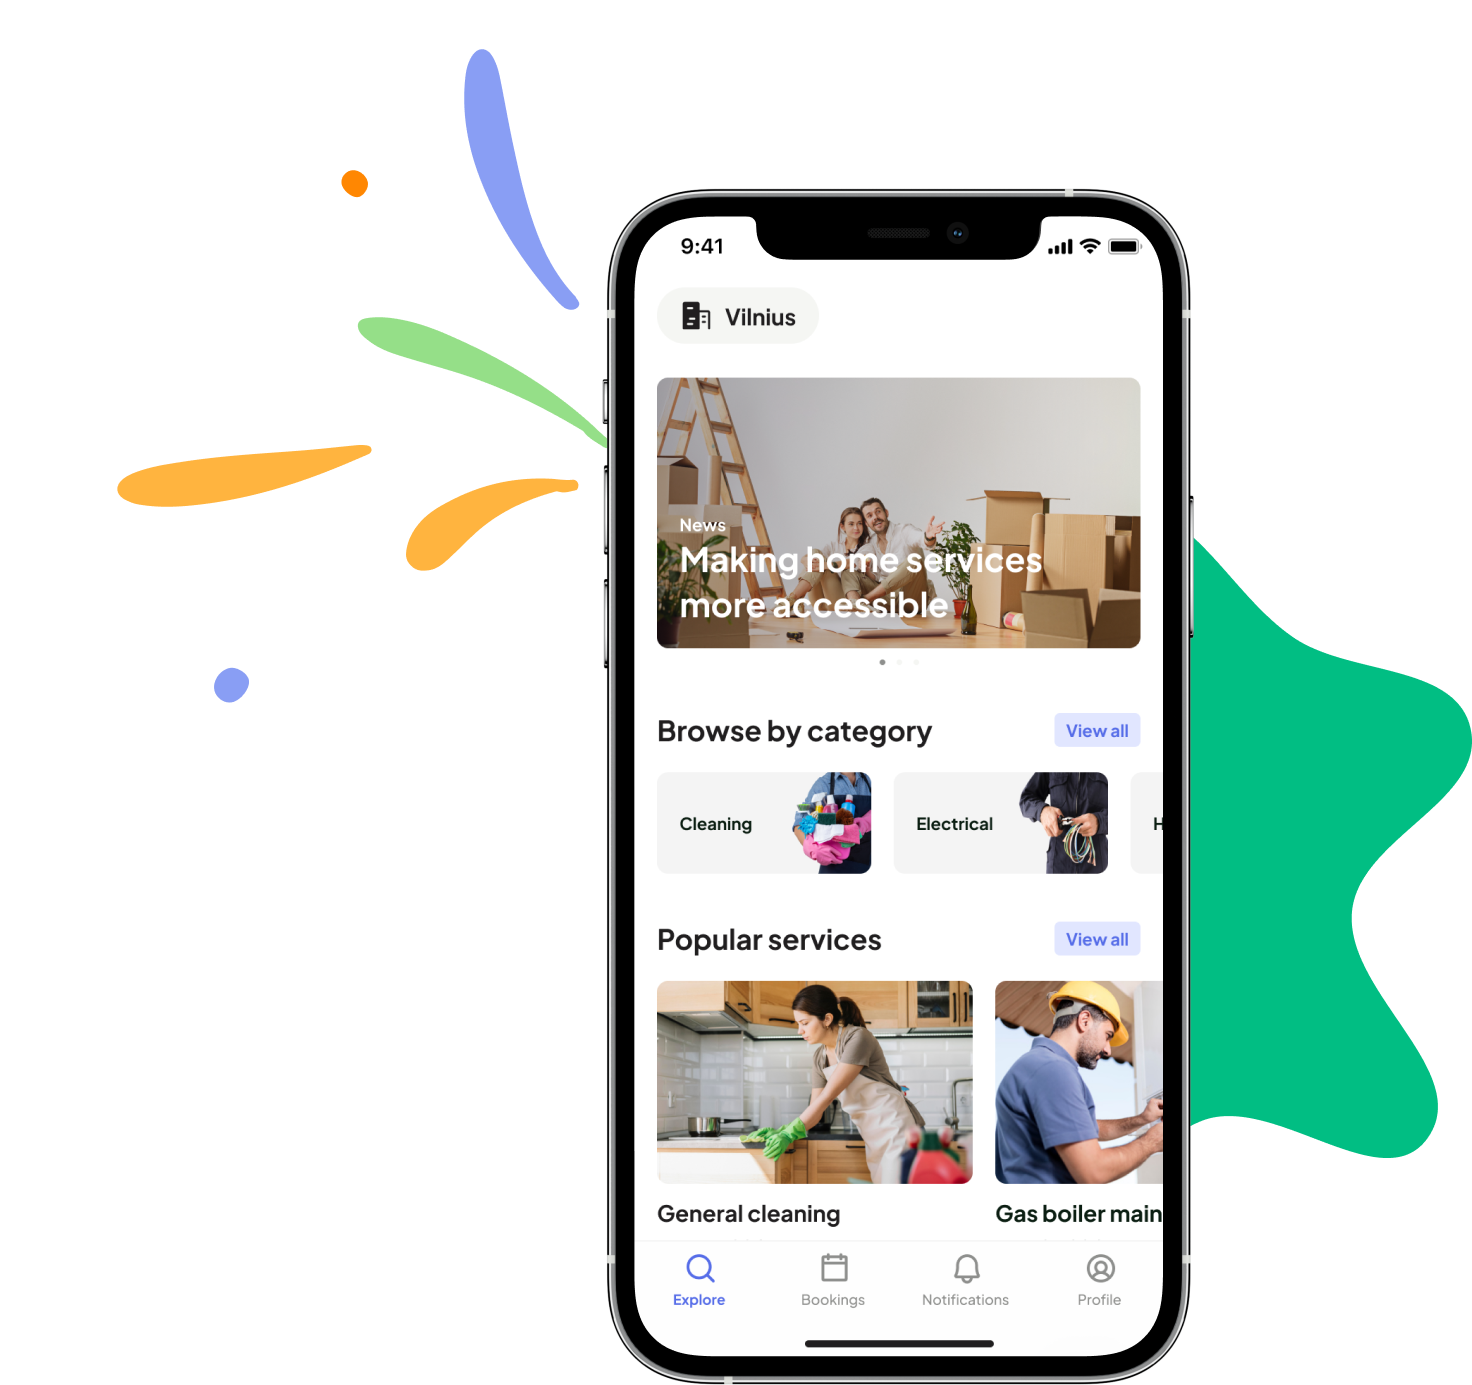 9:41
Vilnius
News
Making home services
more accessible
Browse by category
View all
Cleaning
Electrical
H
Popular services
View all
General cleaning
Gas boiler main
Explore
Bookings
Notifications
Profile